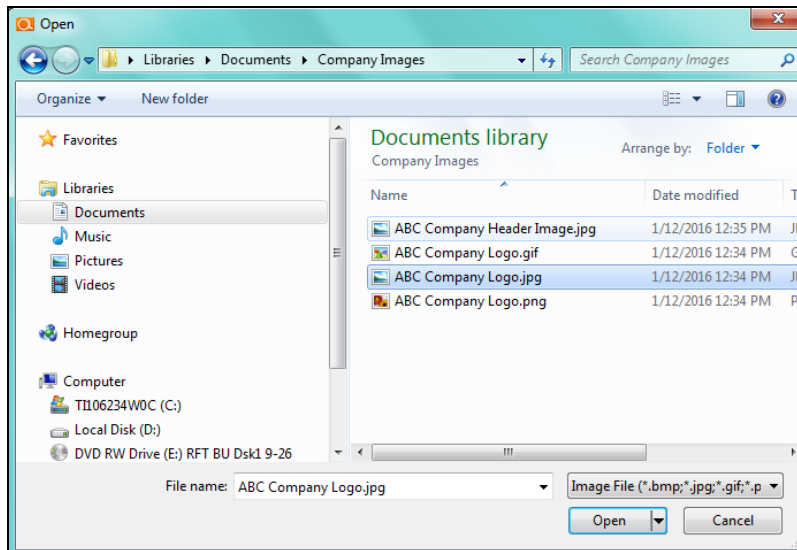 Open
Libraries Documents Company Images
Search Company Images
Organize New folder
Favorites
Libraries
Documents
Music
Pictures
Videos
Homegroup
Computer
TI106234W0C (C:)
Local Disk (D:)
DVD RW Drive (E:) RFT BU Dsk1 9-26
Documents library
Company Images
Arrange by: Folder
Name Date modified T
ABC Company Header Image.jpg 1/12/2016 12:35 PM JI
ABC Company Logo.gif 1/12/2016 12:34 PM G
ABC Company Logo.jpg 1/12/2016 12:34 PM JI
ABC Company Logo.png 1/12/2016 12:34 PM P
File name: ABC Company Logo.jpg Image File (*.bmp;*.jpg;*.gif;*.p
Open Cancel